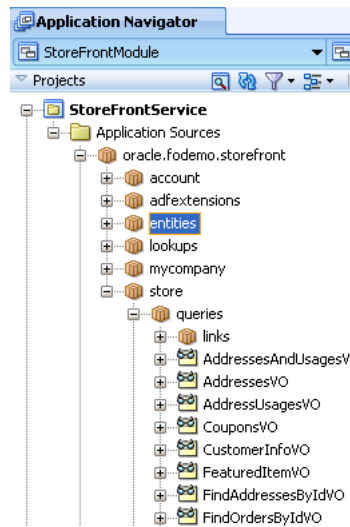 Application Navigator
StoreFrontModule
Projects
StoreFrontService
Application Sources
oracle.fodemo.storefront
account
adfextensions
entities
lookups
mycompany
store
queries
links
AddressesAndUsagesV
AddressesVO
AddressUsagesVO
CouponsVO
CustomerInfoVO
FeaturedItemVO
FindAddressesByIdVO
FindOrdersByIdVO